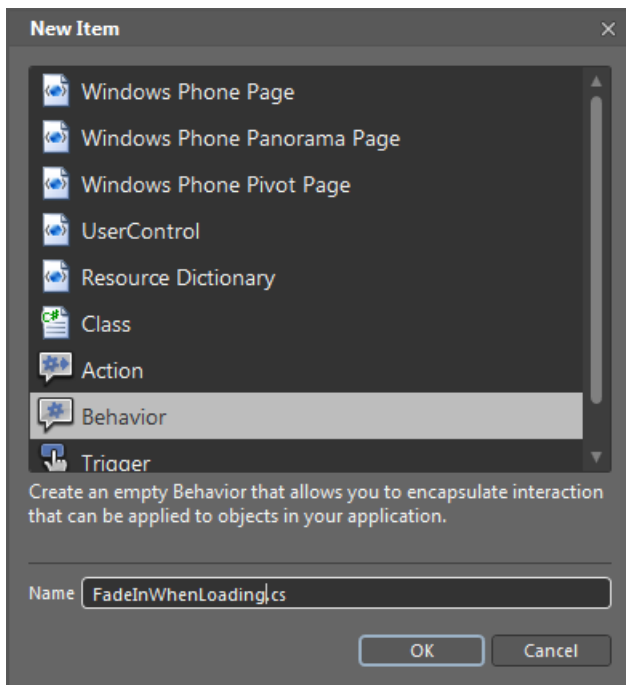 New Item
Windows Phone Page
Windows Phone Panorama Page
Windows Phone Pivot Page
UserControl
Resource Dictionary
C#
Class
Action
Behavior
Trigger
Create an empty Behavior that allows you to encapsulate interaction
that can be applied to objects in your application.
Name FadeInWhenLoading.cs
OK Cancel